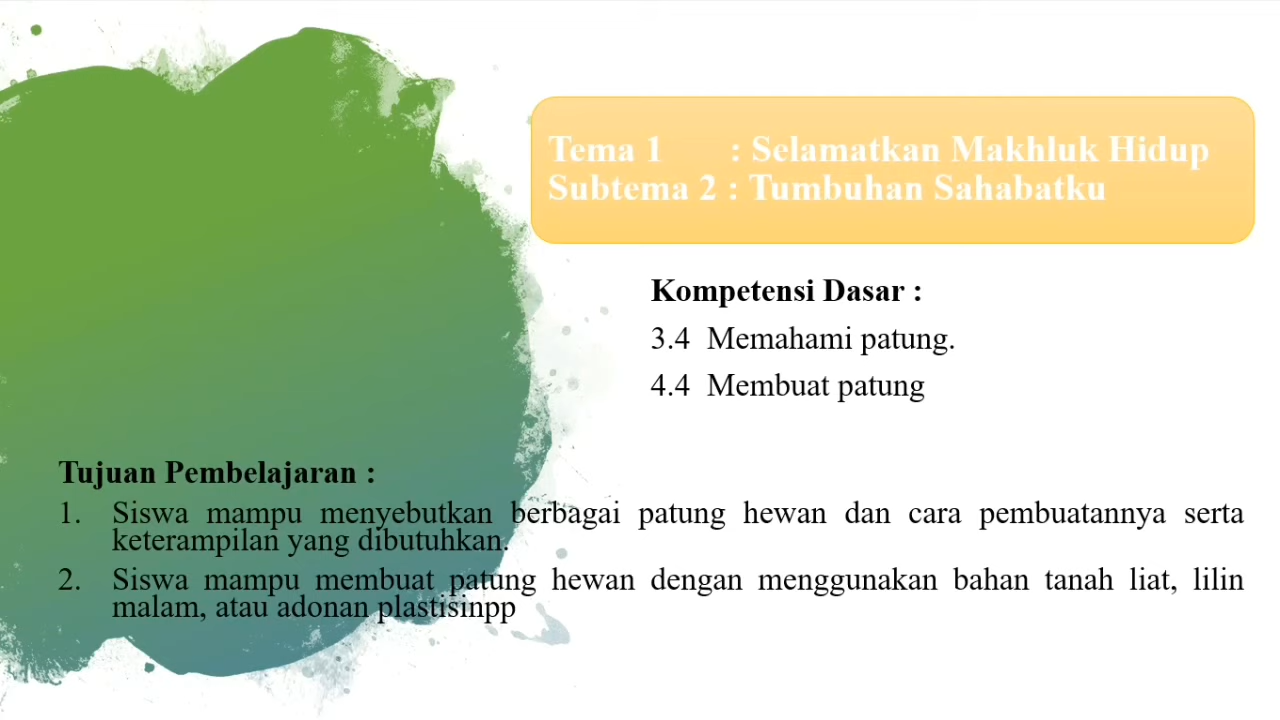 Tema 1 : Selamatkan Makhluk Hidup
Subtema 2 : Tumbuhan Sahabatku
Kompetensi Dasar :
3.4 Memahami patung.
4.4 Membuat patung
Tujuan Pembelajaran :
1. Siswa mampu menyebutkan berbagai patung hewan dan cara pembuatannya serta
keterampilan yang dibutuhkan.
2. Siswa mampu membuat patung hewan dengan menggunakan bahan tanah liat, lilin
malam, atau adonan plastisinpp